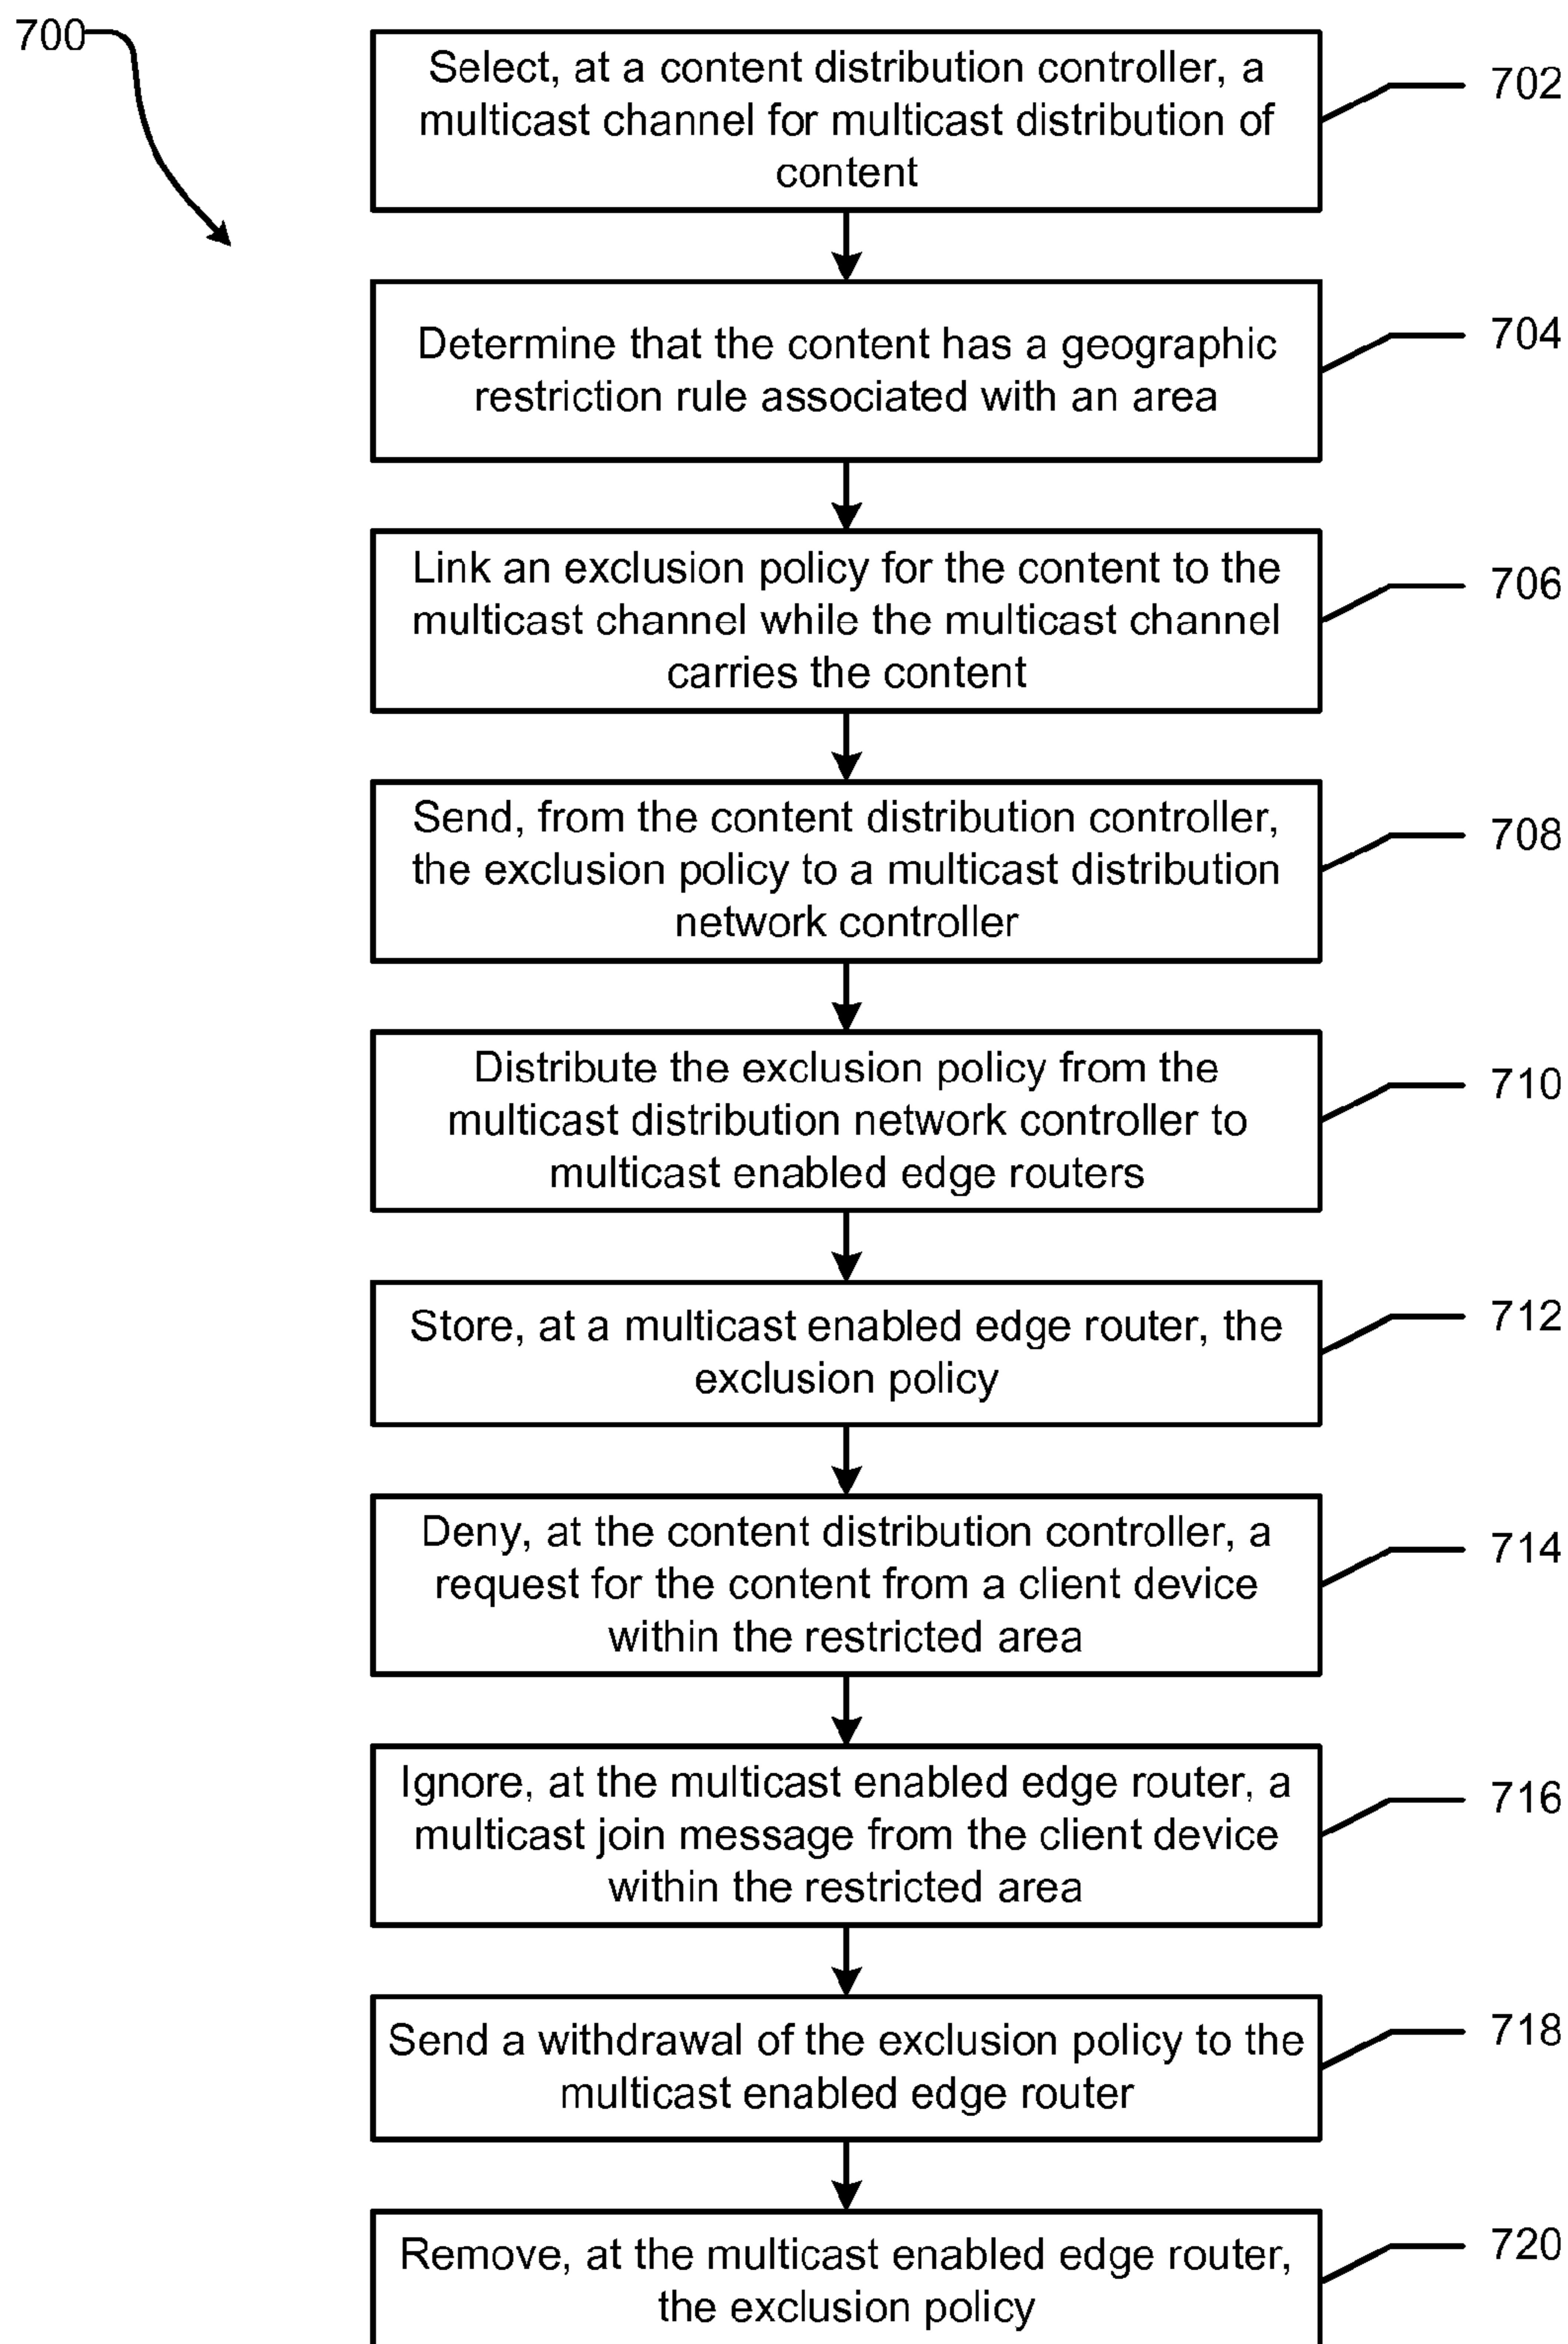 700
Select, at a content distribution controller, a
multicast channel for multicast distribution of
content
702
Determine that the content has a geographic
restriction rule associated with an area
704
Link an exclusion policy for the content to the
multicast channel while the multicast channel
carries the content
706
Send, from the content distribution controller,
the exclusion policy to a multicast distribution
network controller
708
Distribute the exclusion policy from the
multicast distribution network controller to
multicast enabled edge routers
710
Store, at a multicast enabled edge router, the
exclusion policy
712
Deny, at the content distribution controller, a
request for the content from a client device
within the restricted area
714
Ignore, at the multicast enabled edge router, a
multicast join message from the client device
within the restricted area
716
Send a withdrawal of the exclusion policy to the
multicast enabled edge router
718
Remove, at the multicast enabled edge router,
the exclusion policy
720